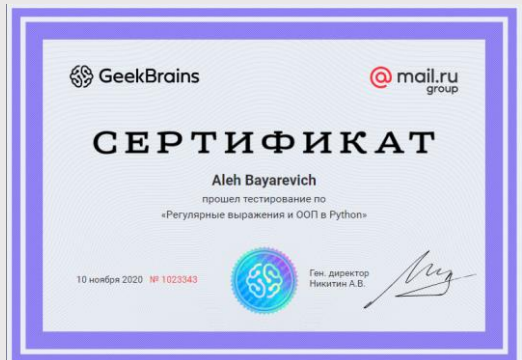 GeekBrains
@mail.ru
group
СЕРТИФИКАТ
Aleh Bayarevich
прошел тестирование по
«Регулярные выражения и ООП в Python»
10 ноября 2020 № 1023343
Ген. директор
Никитин А.В.